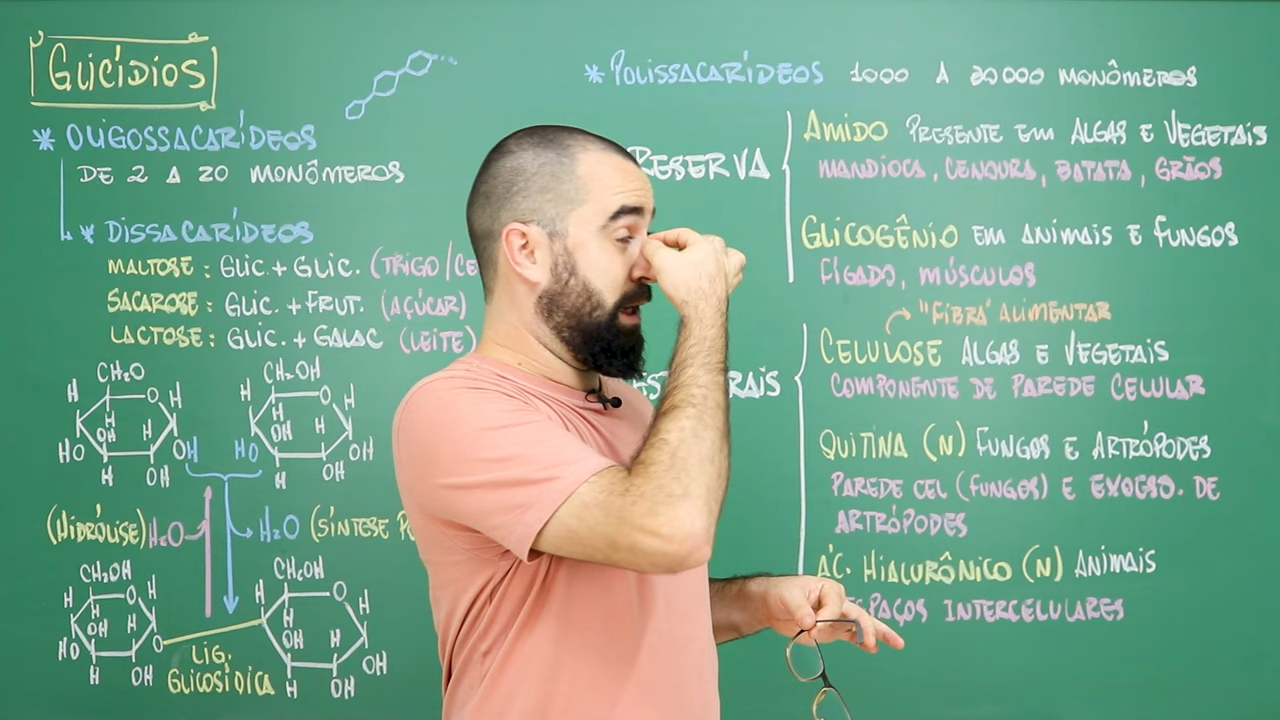 GLICÍDIOS
* OLIGOSSACARÍDEOS
DE 2 A 20 MONÔMEROS
* DISSACARÍDEOS
MALTOSE : GLIC. + GLIC. (TRIGO/CE
SACAROSE : GLIC. + FRUT. (AÇÚCAR)
LACTOSE : GLIC. + GALAC (LEITE)
CH2O CH2OH
H O H H O H
H H H H
OH OH
HO OH HO OH
H OH H OH
(HIDRÓLISE) H2O H2O (SÍNTESE
CH2OH CH2OH
H O H H O H
H H H H
OH OH
HO O OH
H OH H OH
LIG.
GLICOSÍDICA
* POLISSACARÍDEOS 1000 A 20000 MONÔMEROS
RESERVA
AMIDO PRESENTE EM ALGAS E VEGETAIS
MANDIOCA, CENOURA, BATATA, GRÃOS
GLICOGÊNIO EM ANIMAIS E FUNGOS
FÍGADO, MÚSCULOS
"FIBRA" ALIMENTAR
RAIS
CELULOSE ALGAS E VEGETAIS
COMPONENTE DE PAREDE CELULAR
QUITINA (N) FUNGOS E ARTRÓPODES
PAREDE CEL (FUNGOS) E EXOESQ. DE
ARTRÓPODES
ÁC. HIALURÔNICO (N) ANIMAIS
ESPAÇOS INTERCELULARES